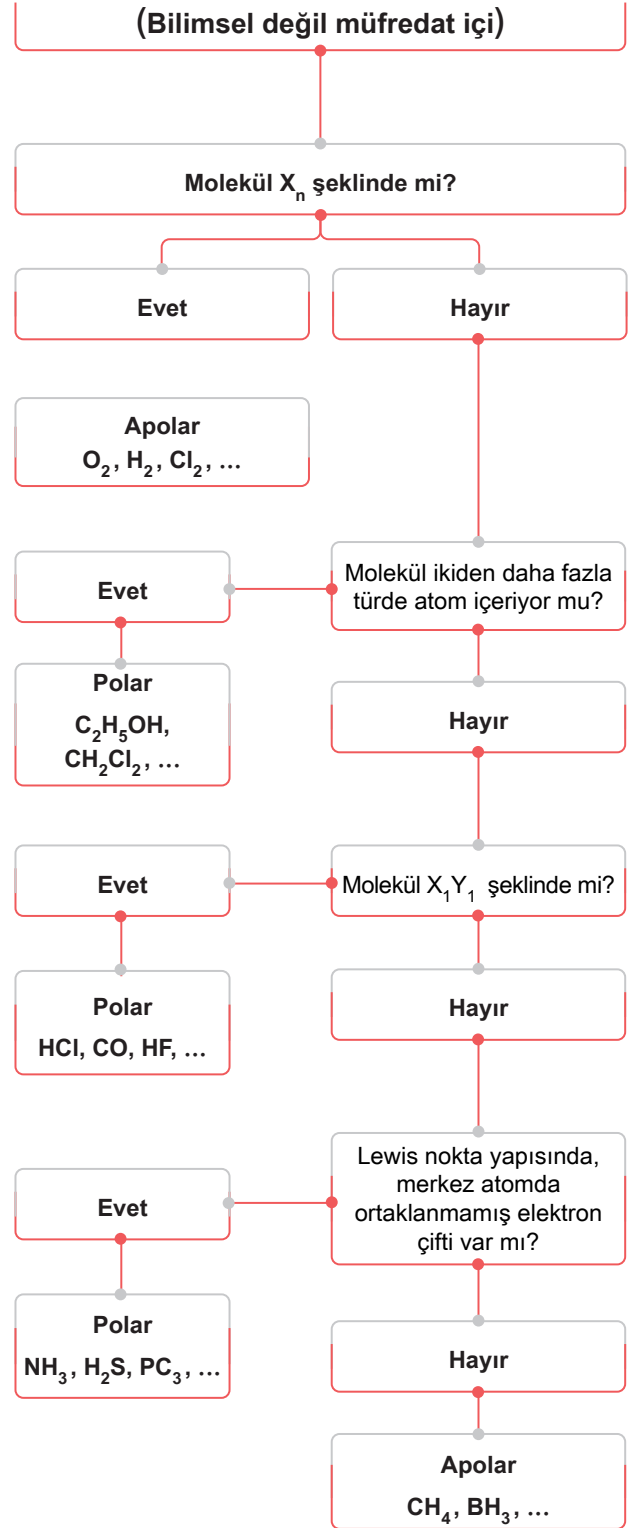 (Bilimsel değil müfredat içi)
Molekül Xₙ şeklinde mi?
Evet
Hayır
Apolar
O₂, H₂, Cl₂, ...
Evet
Molekül ikiden daha fazla
türde atom içeriyor mu?
Polar
C₂H₅OH,
CH₂Cl₂, ...
Hayır
Evet
Molekül X₁Y₁ şeklinde mi?
Polar
HCl, CO, HF, ...
Hayır
Evet
Lewis nokta yapısında,
merkez atomda
ortaklanmamış elektron
çifti var mı?
Polar
NH₃, H₂S, PC₃, ...
Hayır
Apolar
CH₄, BH₃, ...